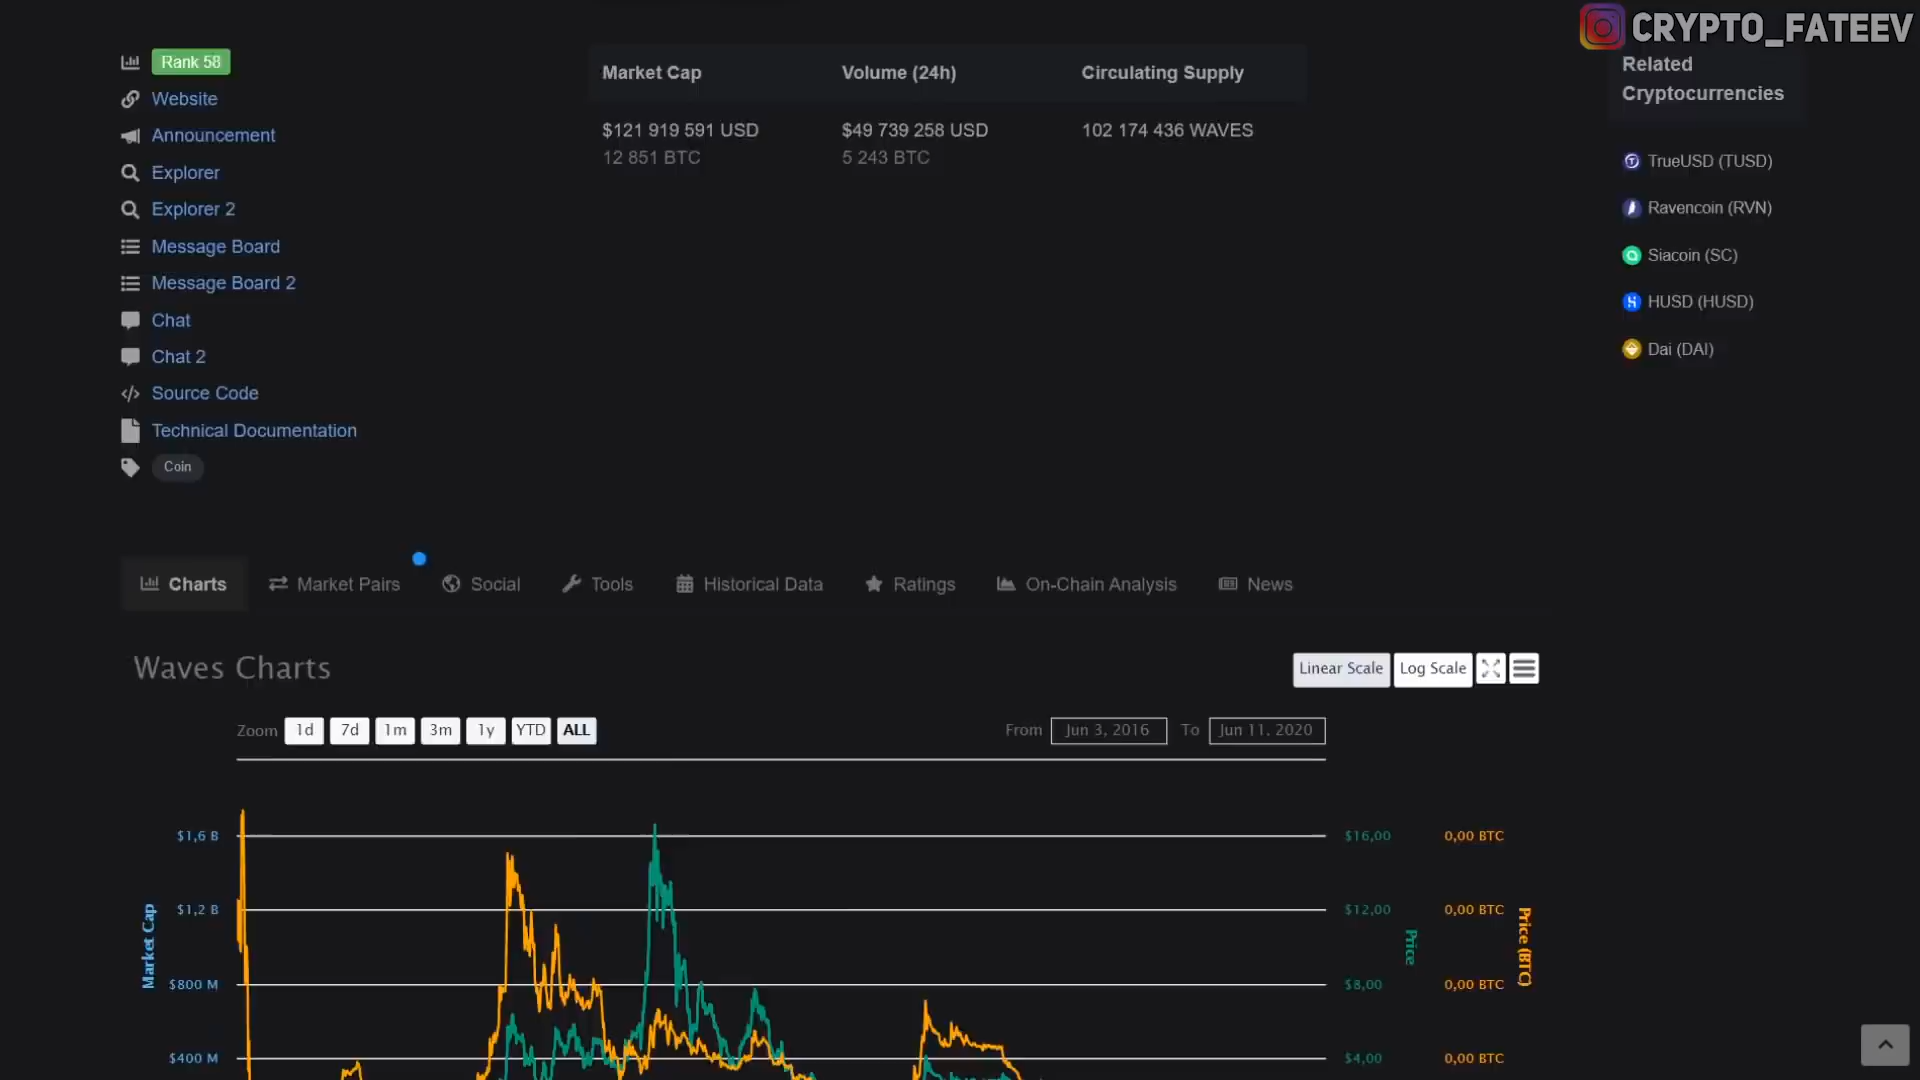 CRYPTO_FATEEV
Rank 58
Website
Announcement
Explorer
Explorer 2
Message Board
Message Board 2
Chat
Chat 2
Source Code
Technical Documentation
Coin
Market Cap Volume (24h) Circulating Supply
$121 919 591 USD $49 739 258 USD 102 174 436 WAVES
12 851 BTC 5 243 BTC
Related
Cryptocurrencies
TrueUSD (TUSD)
Ravencoin (RVN)
Siacoin (SC)
HUSD (HUSD)
Dai (DAI)
Charts Market Pairs Social Tools Historical Data Ratings On-Chain Analysis News
Waves Charts
Linear Scale Log Scale
Zoom 1d 7d 1m 3m 1y YTD ALL From Jun 3, 2016 To Jun 11, 2020
$1,6 B $16,00 0,00 BTC
$1,2 B $12,00 0,00 BTC
Market Cap Price Price (BTC)
$800 M $8,00 0,00 BTC
$400 M $4,00 0,00 BTC